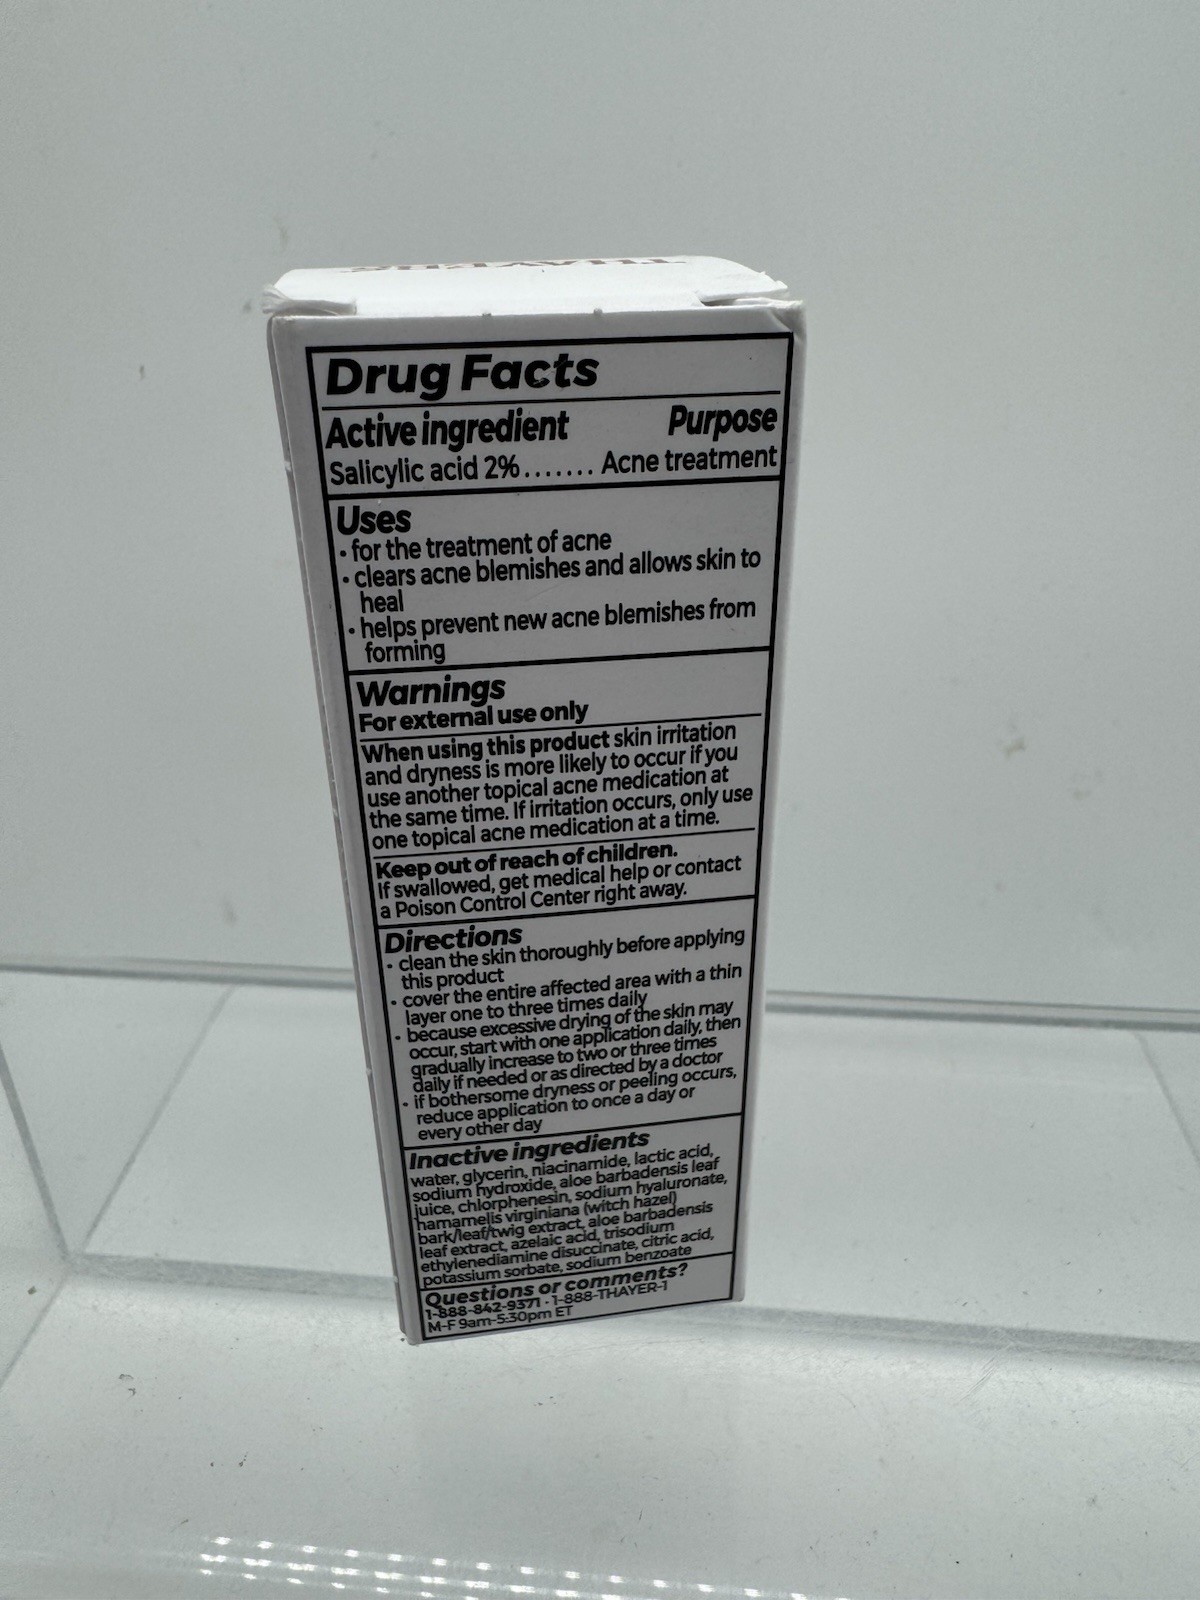 THAYERS
Drug Facts
Active ingredient Purpose
Salicylic acid 2%....... Acne treatment
Uses
• for the treatment of acne
• clears acne blemishes and allows skin to
heal
• helps prevent new acne blemishes from
forming
Warnings
For external use only
When using this product skin irritation
and dryness is more likely to occur if you
use another topical acne medication at
the same time. If irritation occurs, only use
one topical acne medication at a time.
Keep out of reach of children.
If swallowed, get medical help or contact
a Poison Control Center right away.
Directions
• clean the skin thoroughly before applying
this product
• cover the entire affected area with a thin
layer one to three times daily
• because excessive drying of the skin may
occur, start with one application daily, then
gradually increase to two or three times
daily if needed or as directed by a doctor
• if bothersome dryness or peeling occurs,
reduce application to once a day or
every other day
Inactive ingredients
water, glycerin, niacinamide, lactic acid,
sodium hydroxide, aloe barbadensis leaf
juice, chlorphenesin, sodium hyaluronate,
hamamelis virginiana (witch hazel)
bark/leaf/twig extract, aloe barbadensis
leaf extract, azelaic acid, trisodium
ethylenediamine disuccinate, citric acid,
potassium sorbate, sodium benzoate
Questions or comments?
1-888-842-9371 • 1-888-THAYER-1
M-F 9am-5:30pm ET